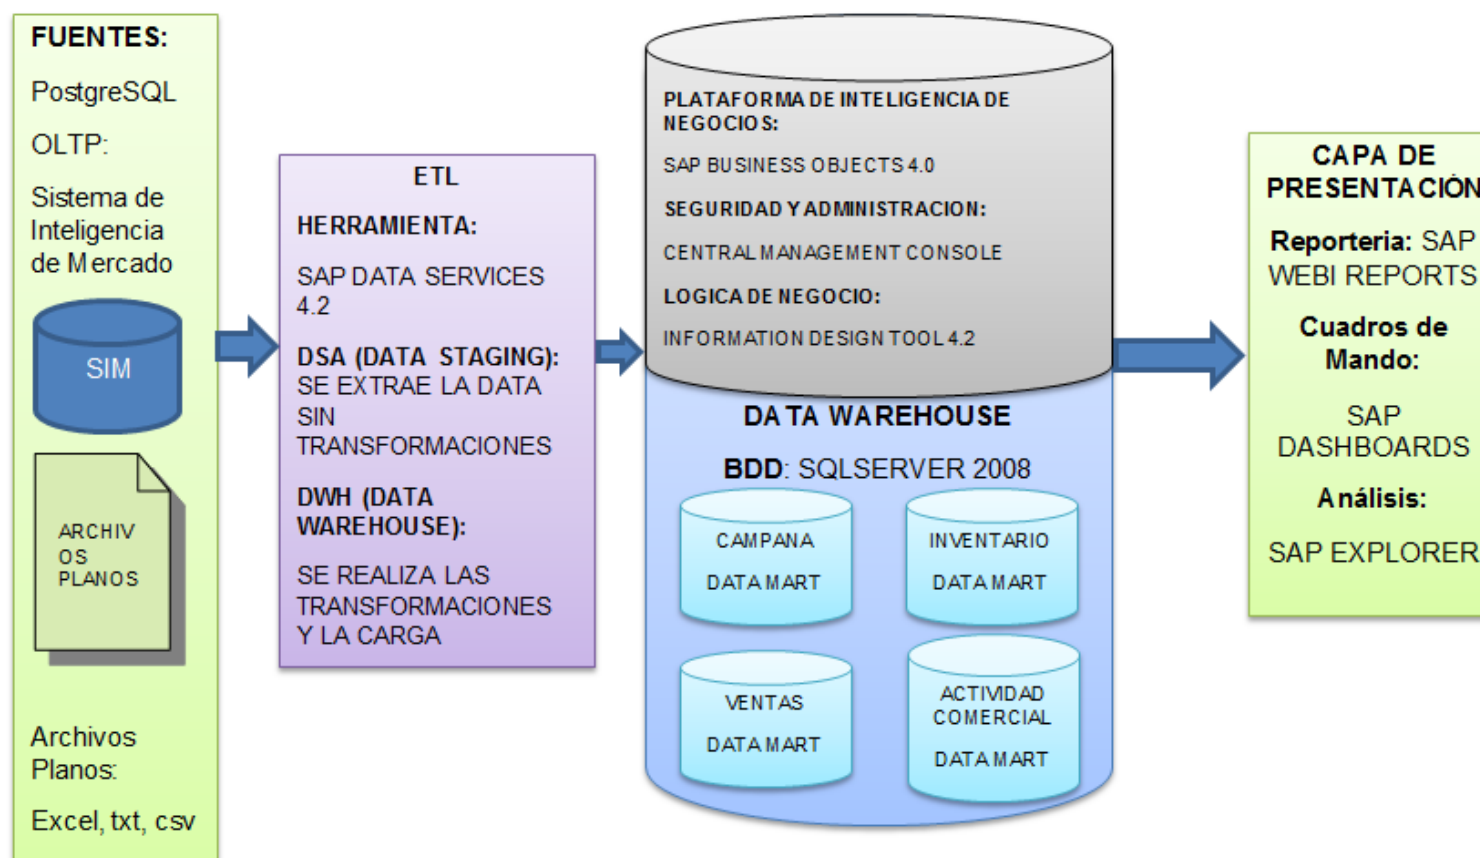 FUENTES:
PostgreSQL
OLTP:
Sistema de
Inteligencia
de Mercado
SIM
ARCHIV
OS
PLANOS
Archivos
Planos:
Excel, txt, csv
ETL
HERRAMIENTA:
SAP DATA SERVICES
4.2
DSA (DATA STAGING):
SE EXTRAE LA DATA
SIN
TRANSFORMACIONES
DWH (DATA
WAREHOUSE):
SE REALIZA LAS
TRANSFORMACIONES
Y LA CARGA
PLATAFORMA DE INTELIGENCIA DE
NEGOCIOS:
SAP BUSINESS OBJECTS 4.0
SEGURIDAD Y ADMINISTRACION:
CENTRAL MANAGEMENT CONSOLE
LOGICA DE NEGOCIO:
INFORMATION DESIGN TOOL 4.2
DATA WAREHOUSE
BDD: SQLSERVER 2008
CAMPANA
DATA MART
INVENTARIO
DATA MART
VENTAS
DATA MART
ACTIVIDAD
COMERCIAL
DATA MART
CAPA DE
PRESENTACIÓN
Reporteria: SAP
WEBI REPORTS
Cuadros de
Mando:
SAP
DASHBOARDS
Análisis:
SAP EXPLORER